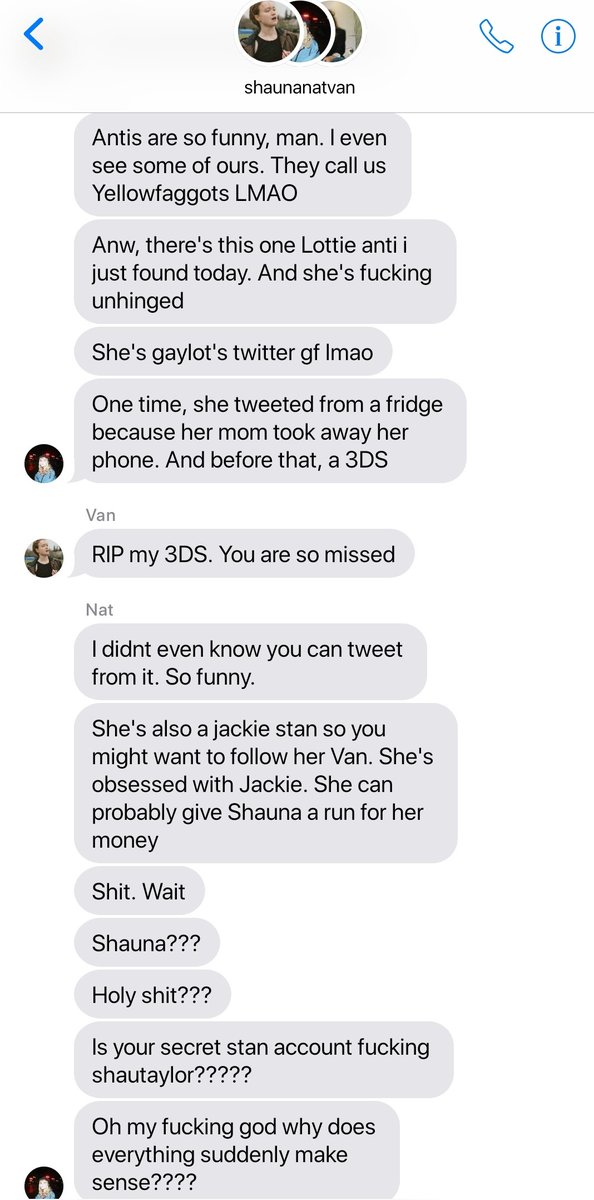 shaunanatvan
Antis are so funny, man. I even
see some of ours. They call us
Yellowfaggots LMAO
Anw, there's this one Lottie anti i
just found today. And she's fucking
unhinged
She's gaylot's twitter gf lmao
One time, she tweeted from a fridge
because her mom took away her
phone. And before that, a 3DS
Van
RIP my 3DS. You are so missed
Nat
I didnt even know you can tweet
from it. So funny.
She's also a jackie stan so you
might want to follow her Van. She's
obsessed with Jackie. She can
probably give Shauna a run for her
money
Shit. Wait
Shauna???
Holy shit???
Is your secret stan account fucking
shautaylor?????
Oh my fucking god why does
everything suddenly make
sense????